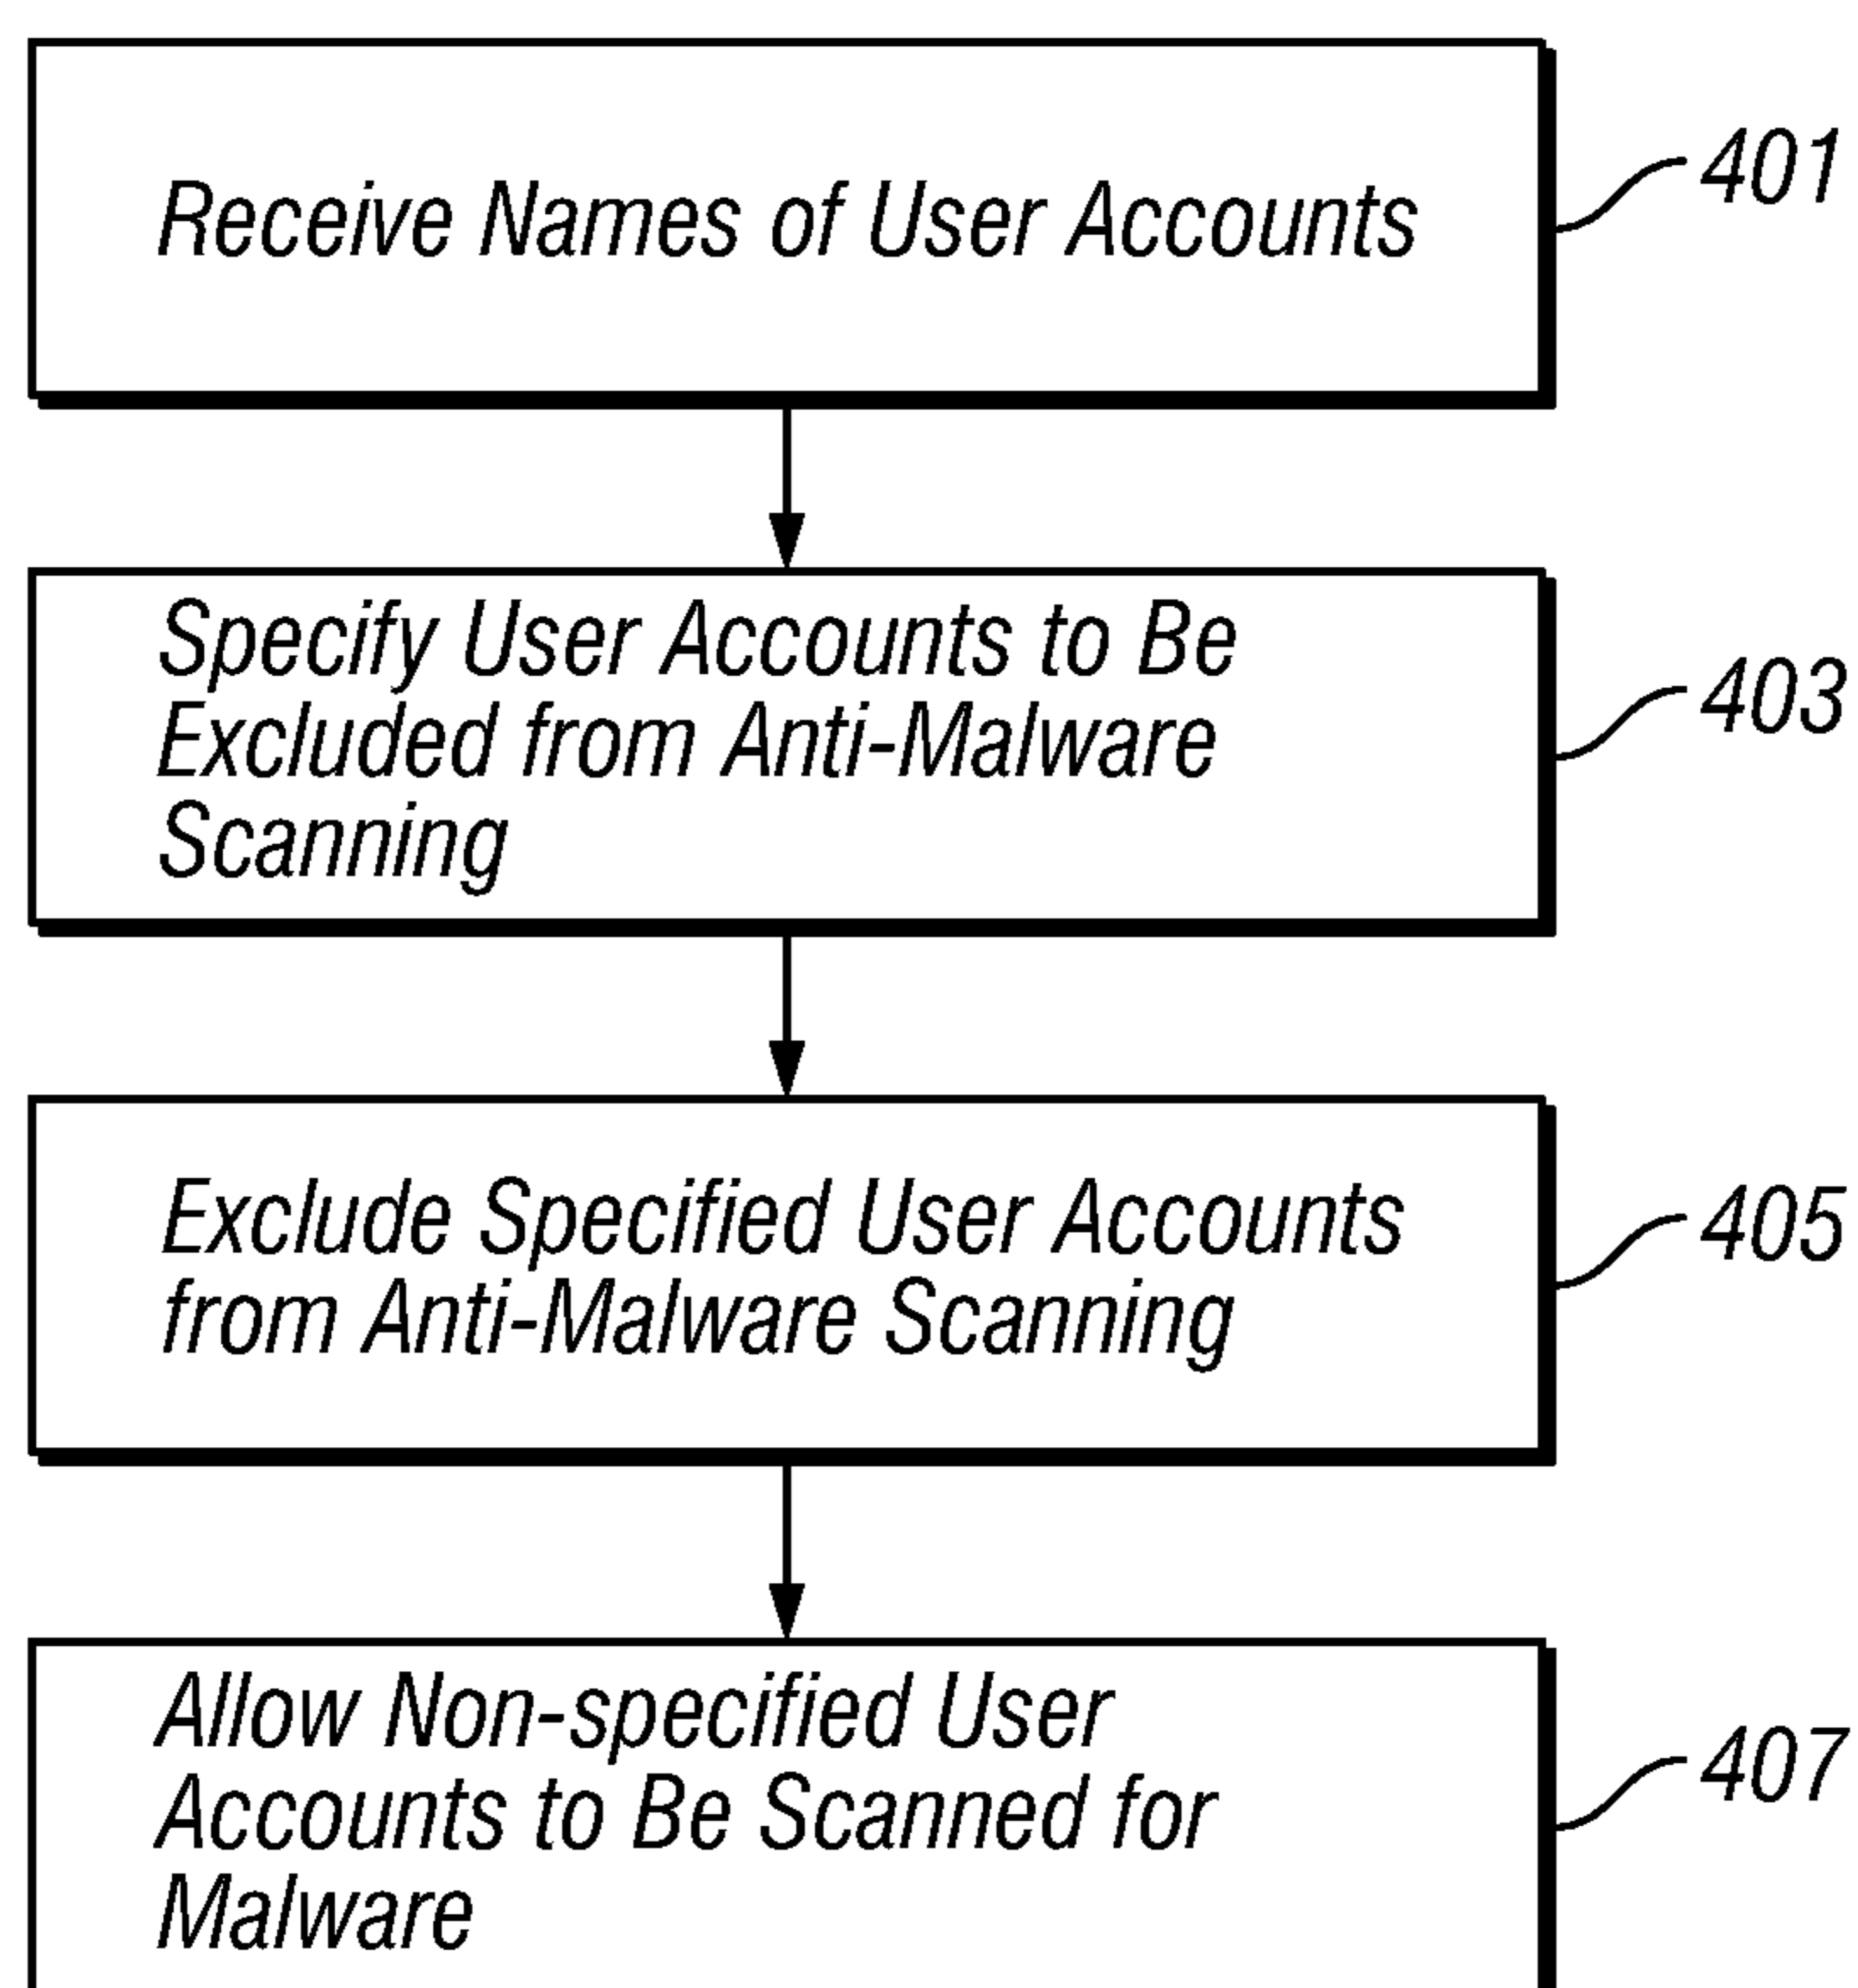 Receive Names of User Accounts
401
Specify User Accounts to Be
Excluded from Anti-Malware
Scanning
403
Exclude Specified User Accounts
from Anti-Malware Scanning
405
Allow Non-specified User
Accounts to Be Scanned for
Malware
407